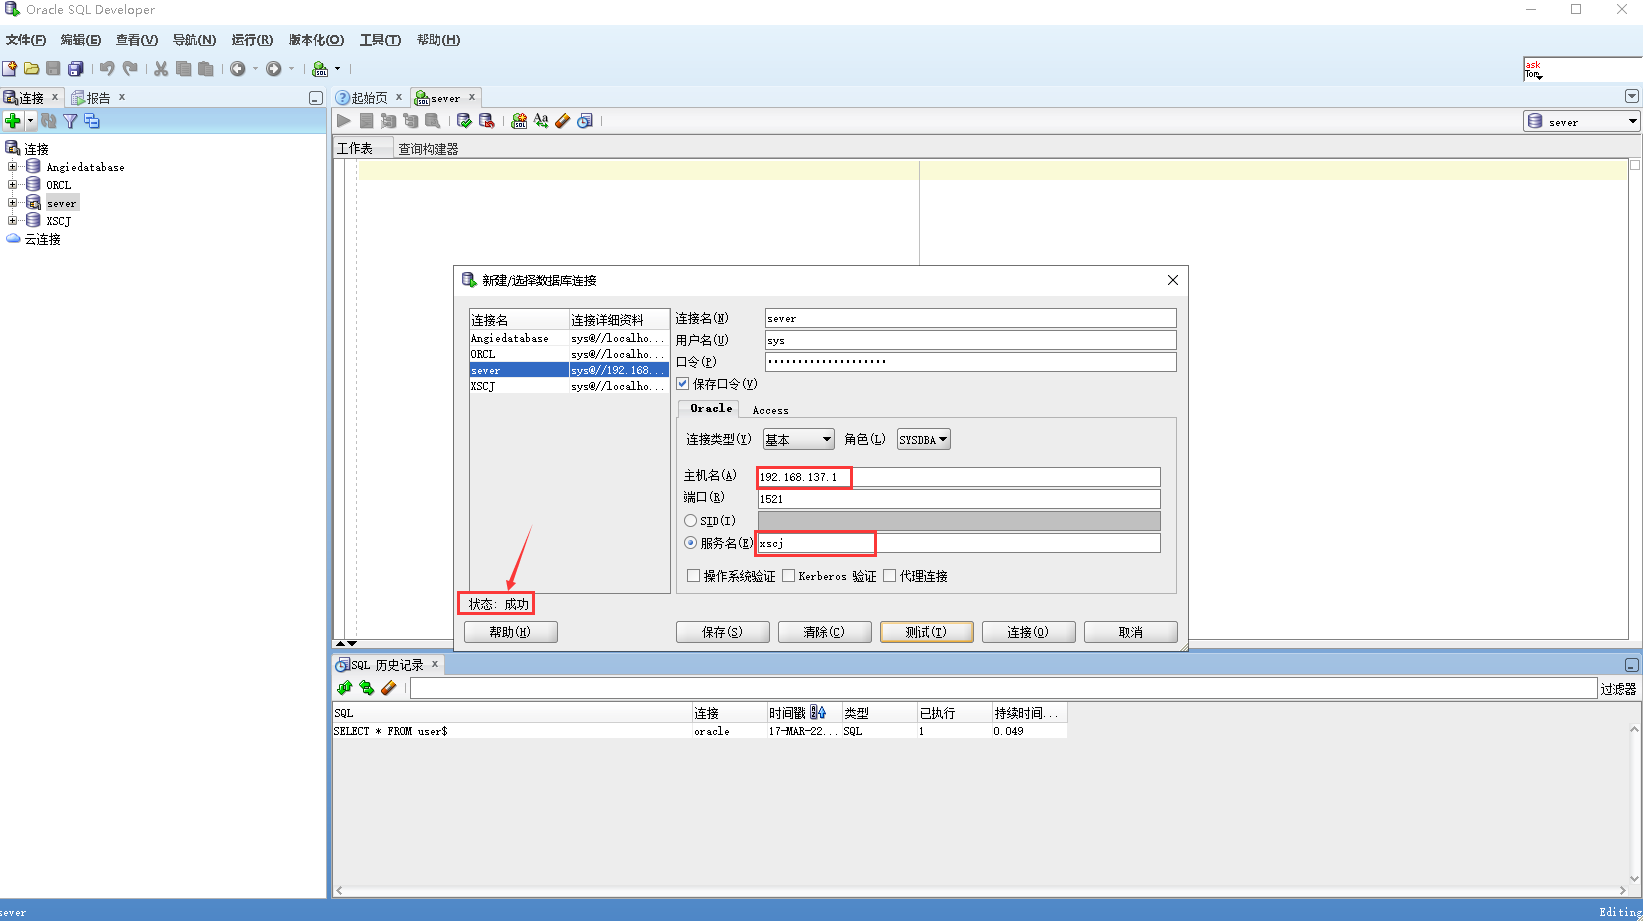 Oracle SQL Developer
文件(F) 编辑(E) 查看(V) 导航(N) 运行(R) 版本化(O) 工具(T) 帮助(H)
ask
Tom
连接 x 报告 x
起始页 x sever x
sever
工作表 查询构建器
连接
Angiedatabase
ORCL
sever
XSCJ
云连接
新建/选择数据库连接
连接名 连接详细资料
Angiedatabase sys@//localho...
ORCL sys@//localho...
sever sys@//192.168...
XSCJ sys@//localho...
连接名(N) sever
用户名(U) sys
口令(P) ••••••••••••••••••••
保存口令(V)
Oracle Access
连接类型(Y) 基本 角色(L) SYSDBA
主机名(A) 192.168.137.1
端口(R) 1521
SID(I)
服务名(E) xscj
操作系统验证 Kerberos 验证 代理连接
状态: 成功
帮助(H) 保存(S) 清除(C) 测试(T) 连接(O) 取消
SQL 历史记录 x
过滤器
SQL 连接 时间戳 类型 已执行 持续时间...
SELECT * FROM user$ oracle 17-MAR-22... SQL 1 0.049
sever Editing